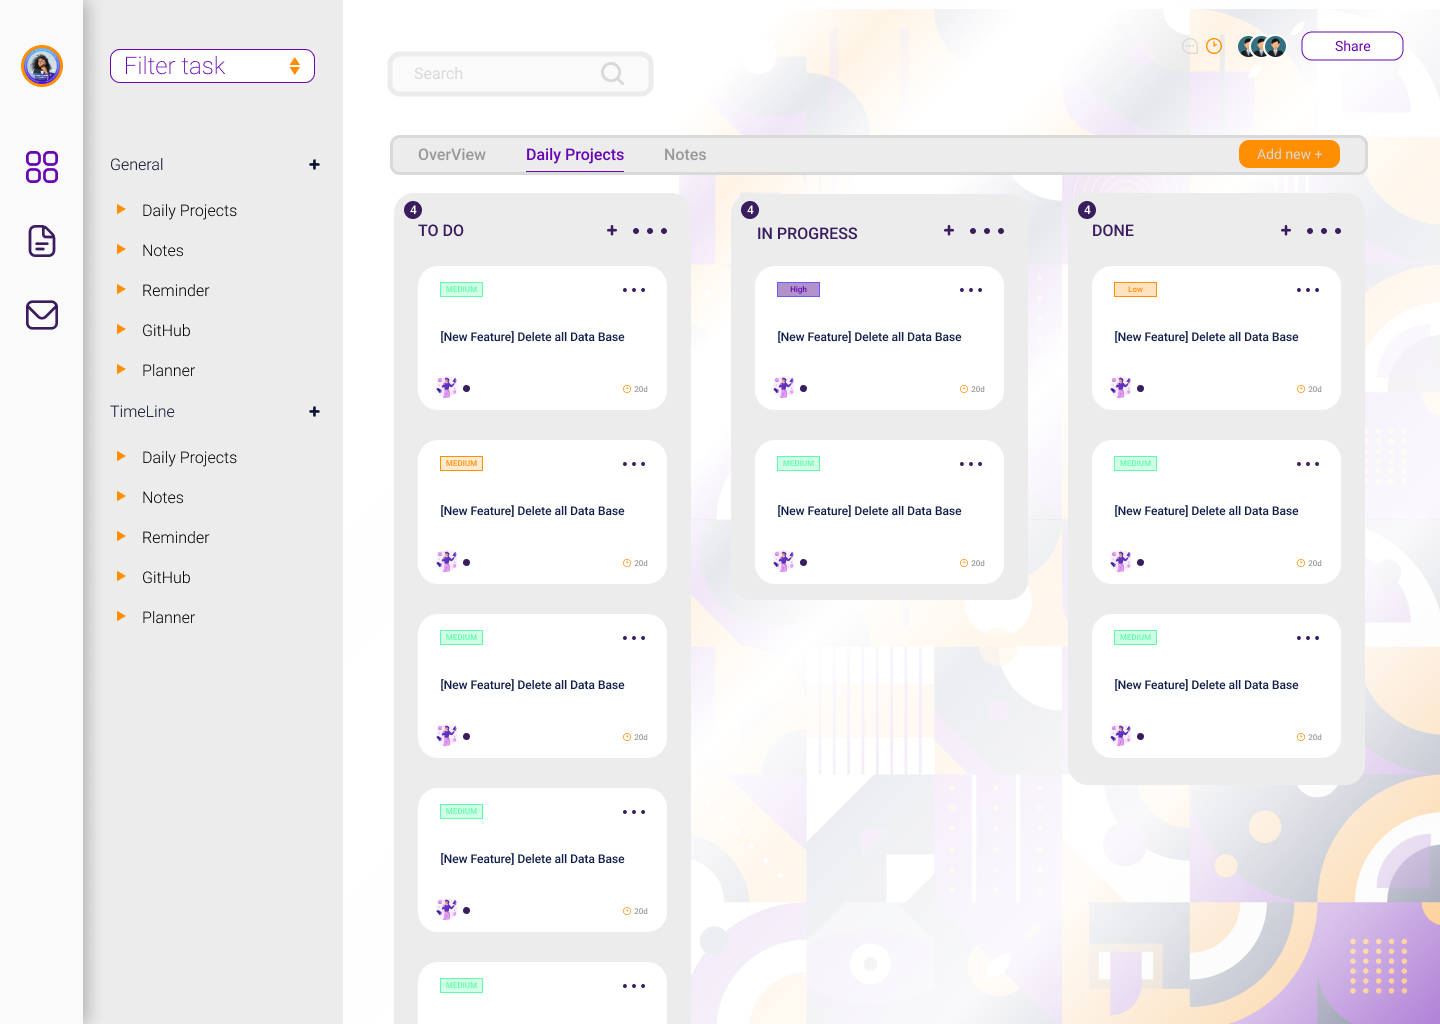 Filter task
General +
Daily Projects
Notes
Reminder
GitHub
Planner
TimeLine +
Daily Projects
Notes
Reminder
GitHub
Planner
Search
Share
OverView Daily Projects Notes Add new +
4
TO DO +
MEDIUM
[New Feature] Delete all Data Base
20d
MEDIUM
[New Feature] Delete all Data Base
20d
MEDIUM
[New Feature] Delete all Data Base
20d
MEDIUM
[New Feature] Delete all Data Base
20d
MEDIUM
4
IN PROGRESS +
High
[New Feature] Delete all Data Base
20d
MEDIUM
[New Feature] Delete all Data Base
20d
4
DONE +
Low
[New Feature] Delete all Data Base
20d
MEDIUM
[New Feature] Delete all Data Base
20d
MEDIUM
[New Feature] Delete all Data Base
20d